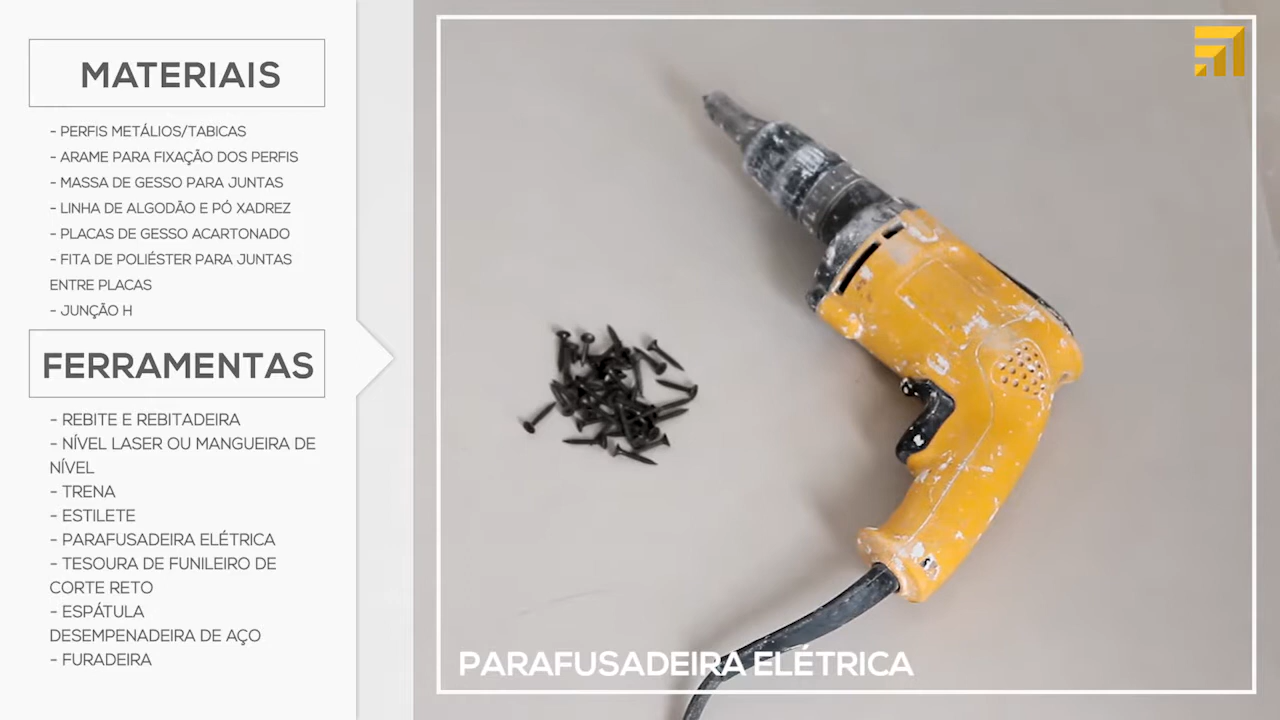 MATERIAIS
- PERFIS METÁLIOS/TABICAS
- ARAME PARA FIXAÇÃO DOS PERFIS
- MASSA DE GESSO PARA JUNTAS
- LINHA DE ALGODÃO E PÓ XADREZ
- PLACAS DE GESSO ACARTONADO
- FITA DE POLIÉSTER PARA JUNTAS
ENTRE PLACAS
- JUNÇÃO H
FERRAMENTAS
- REBITE E REBITADEIRA
- NÍVEL LASER OU MANGUEIRA DE
NÍVEL
- TRENA
- ESTILETE
- PARAFUSADEIRA ELÉTRICA
- TESOURA DE FUNILEIRO DE
CORTE RETO
- ESPÁTULA
DESEMPENADEIRA DE AÇO
- FURADEIRA
PARAFUSADEIRA ELÉTRICA